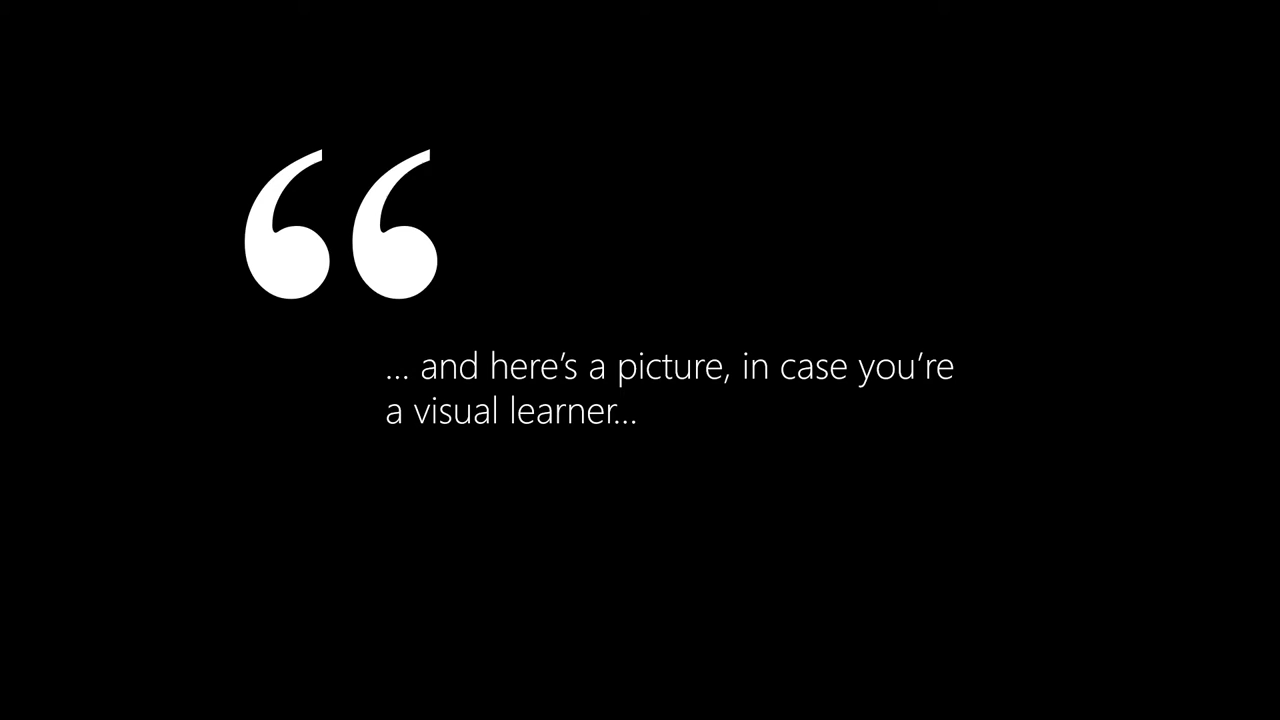 “
… and here’s a picture, in case you’re
a visual learner…